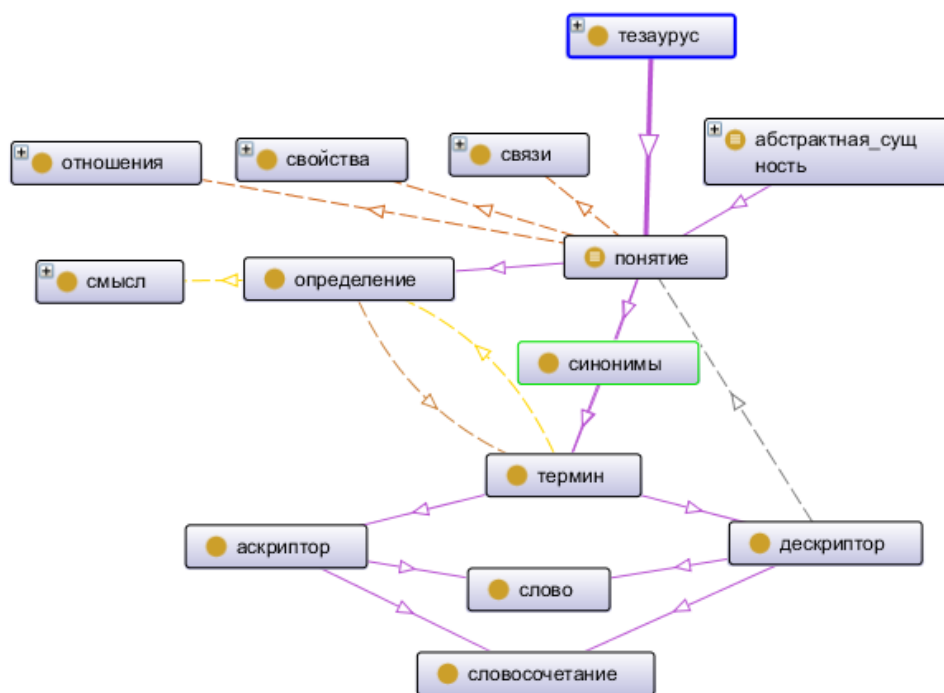 тезаурус
абстрактная_сущ
ность
отношения
свойства
связи
понятие
смысл
определение
синонимы
термин
аскриптор
дескриптор
слово
словосочетание